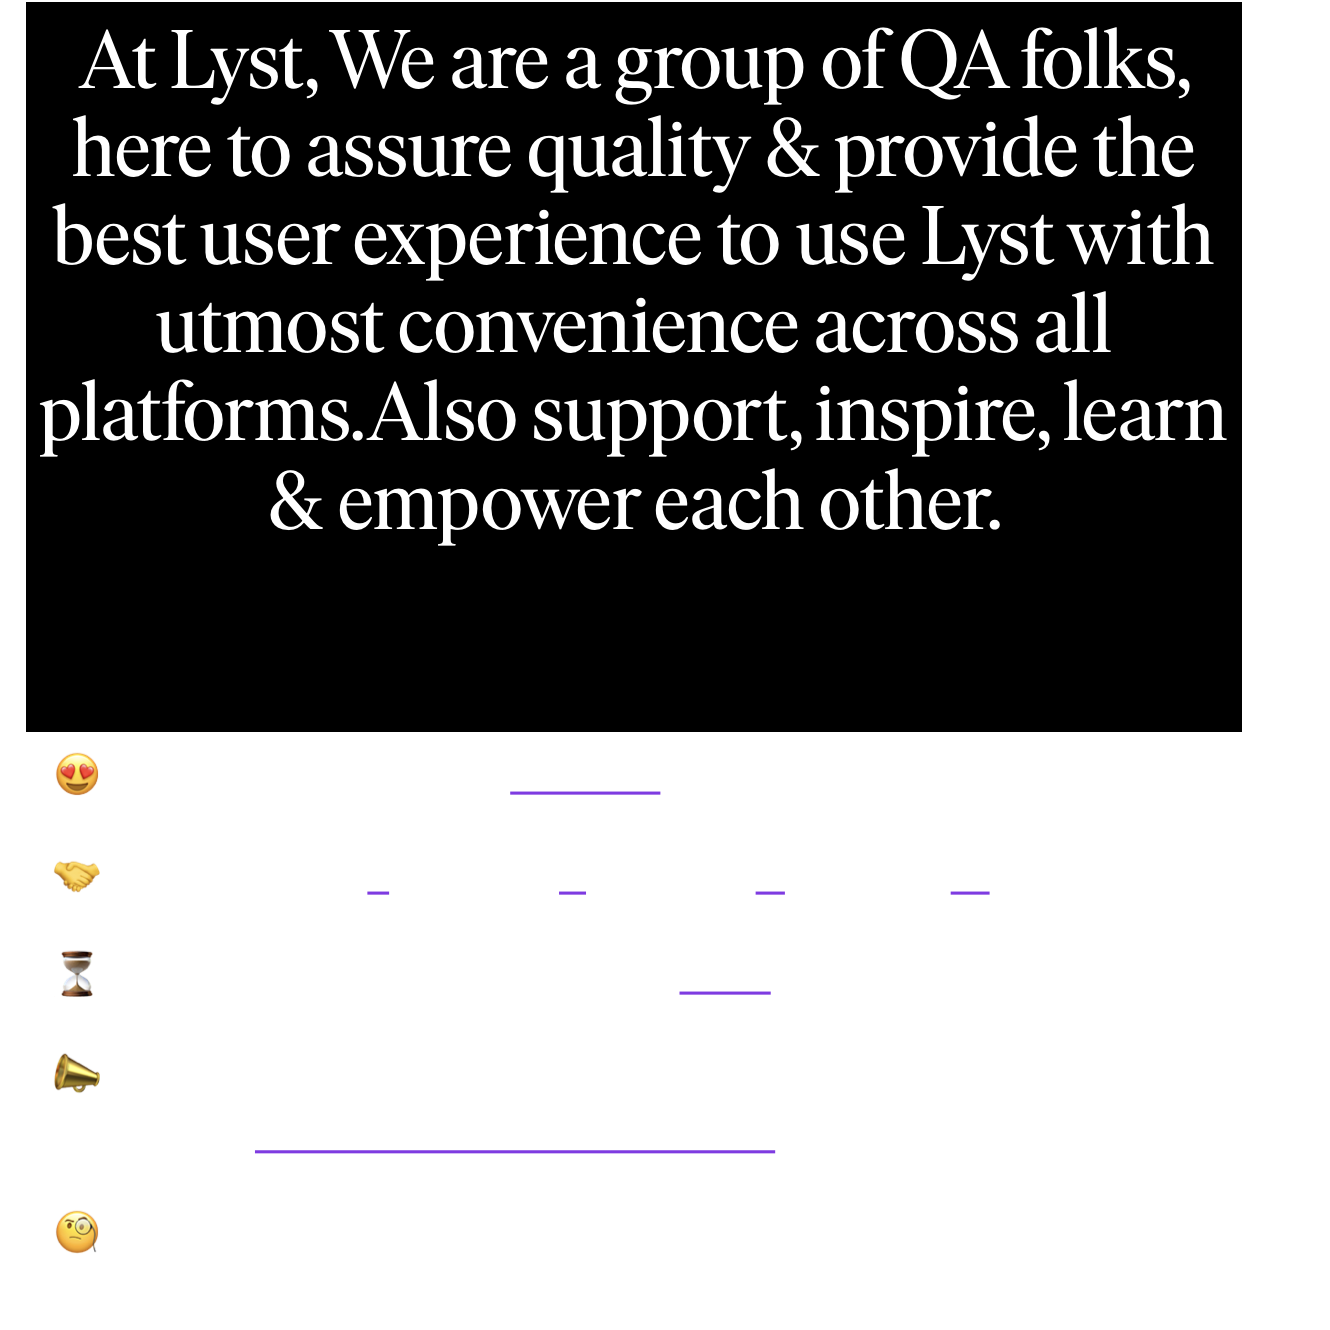 At Lyst, We are a group of QA folks,
here to assure quality & provide the
best user experience to use Lyst with
utmost convenience across all
platforms.Also support, inspire, learn
& empower each other.